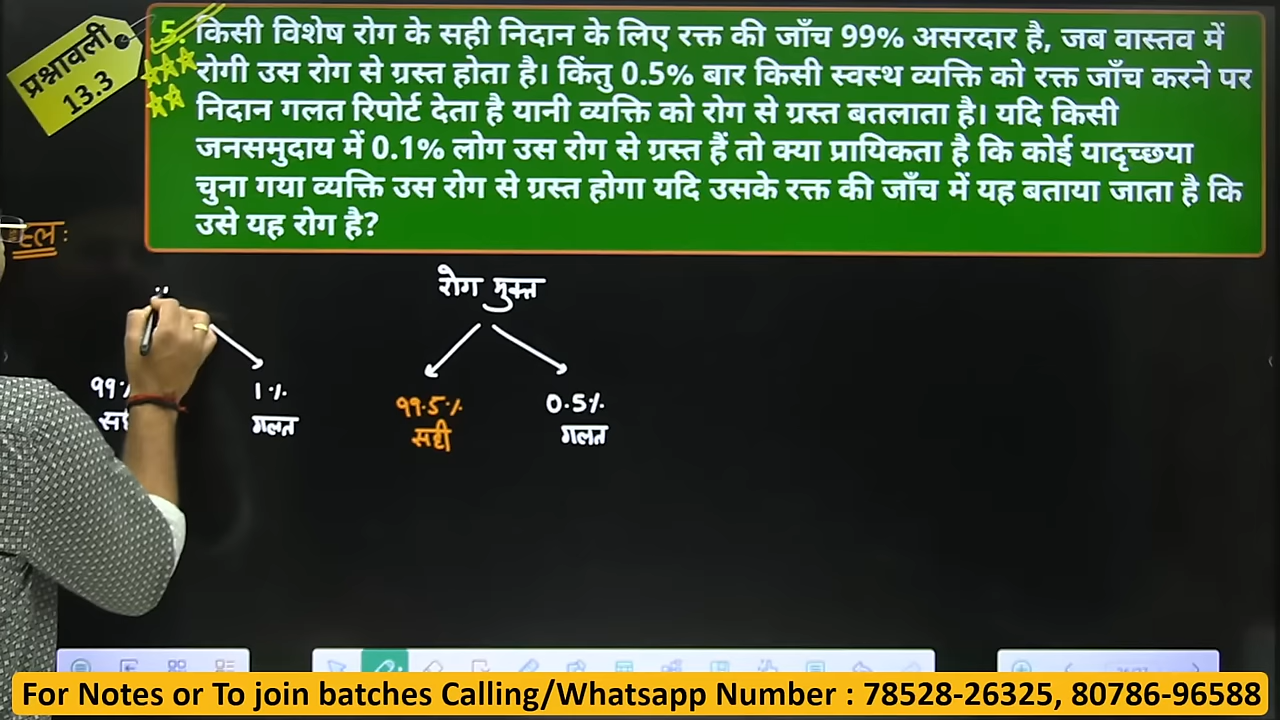 प्रश्नावली
13.3
5. किसी विशेष रोग के सही निदान के लिए रक्त की जाँच 99% असरदार है, जब वास्तव में
रोगी उस रोग से ग्रस्त होता है। किंतु 0.5% बार किसी स्वस्थ व्यक्ति को रक्त जाँच करने पर
निदान गलत रिपोर्ट देता है यानी व्यक्ति को रोग से ग्रस्त बतलाता है। यदि किसी
जनसमुदाय में 0.1% लोग उस रोग से ग्रस्त हैं तो क्या प्रायिकता है कि कोई यादृच्छया
चुना गया व्यक्ति उस रोग से ग्रस्त होगा यदि उसके रक्त की जाँच में यह बताया जाता है कि
उसे यह रोग है?
हल :
रोग मुक्त
99% 1% 99.5% 0.5%
गलत सही गलत
For Notes or To join batches Calling/Whatsapp Number : 78528-26325, 80786-96588